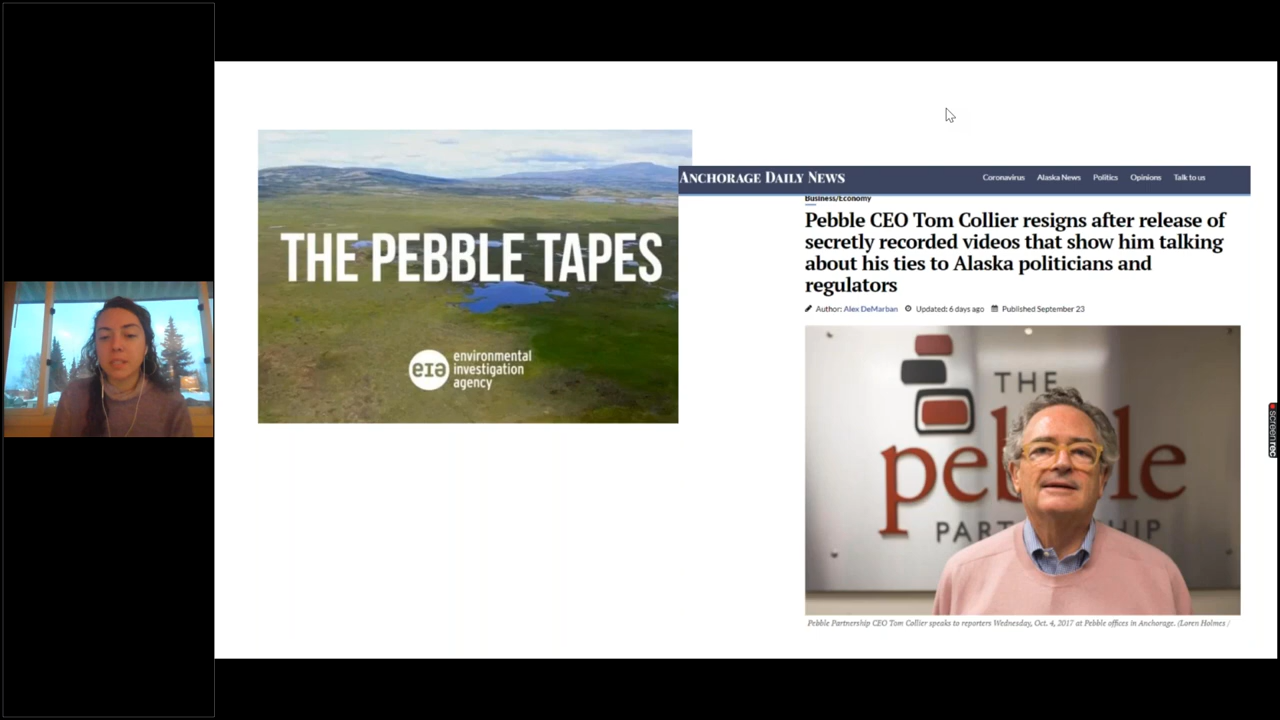 THE PEBBLE TAPES
eia
environmental
investigation
agency
ANCHORAGE DAILY NEWS
Coronavirus Alaska News Politics Opinions Talk to us
Business/Economy
Pebble CEO Tom Collier resigns after release of
secretly recorded videos that show him talking
about his ties to Alaska politicians and
regulators
Author: Alex DeMarban Updated: 6 days ago Published September 23
THE
pebble
PARTNERSHIP
Pebble Partnership CEO Tom Collier speaks to reporters Wednesday, Oct. 4, 2017 at Pebble offices in Anchorage. (Loren Holmes /
screenrec